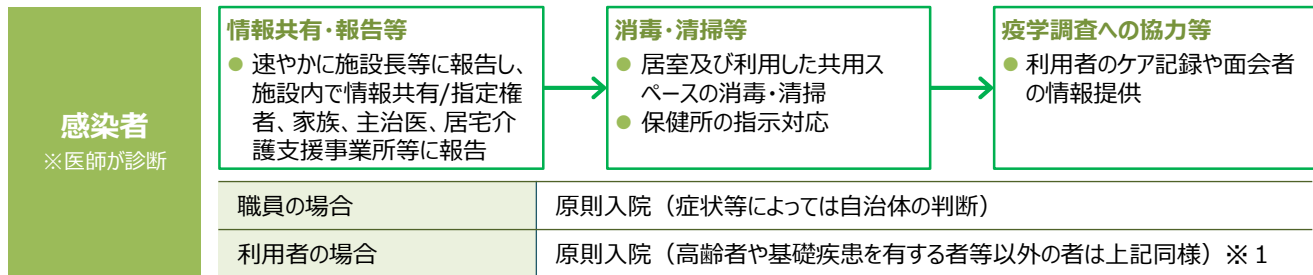 感染者
※医師が診断
情報共有・報告等
● 速やかに施設長等に報告し、
施設内で情報共有/指定権
者、家族、主治医、居宅介
護支援事業所等に報告
消毒・清掃等
● 居室及び利用した共用ス
ペースの消毒・清掃
● 保健所の指示対応
疫学調査への協力等
● 利用者のケア記録や面会者
の情報提供
職員の場合
原則入院（症状等によっては自治体の判断）
利用者の場合
原則入院（高齢者や基礎疾患を有する者等以外の者は上記同様）※１